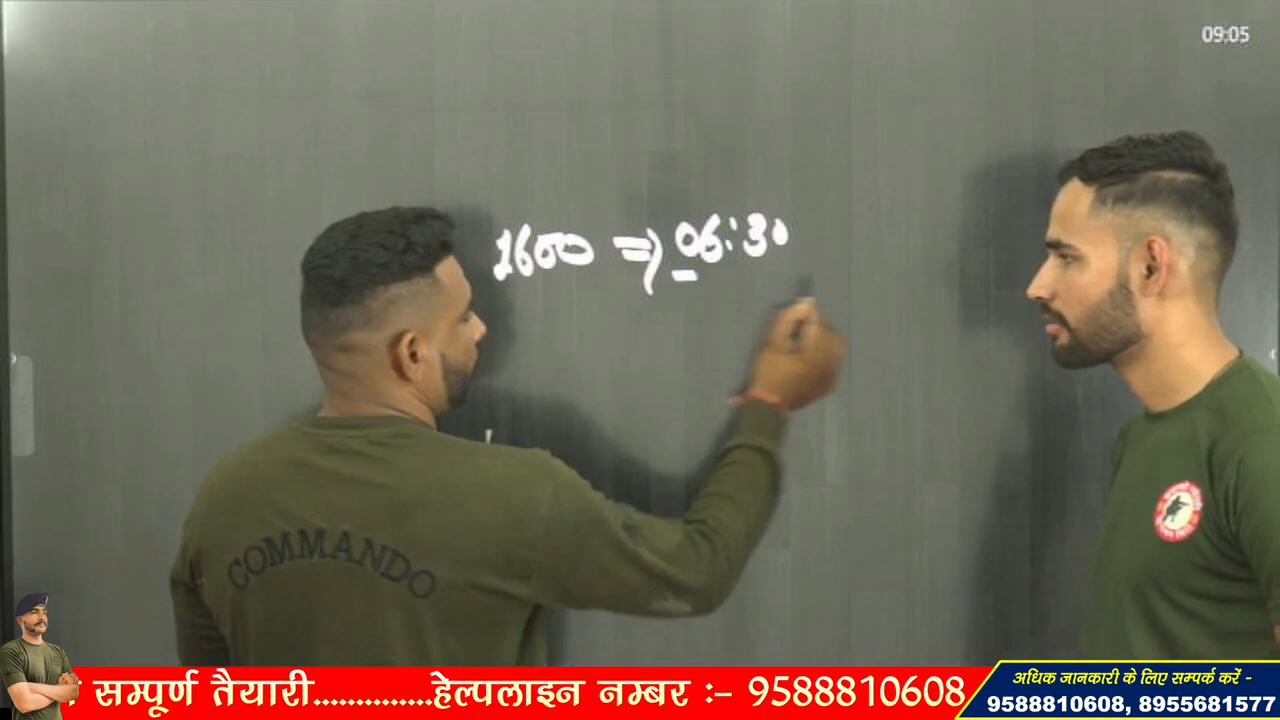 09:05
1600 => 06:30
COMMANDO
सम्पूर्ण तैयारी..............हेल्पलाइन नम्बर :- 9588810608
अधिक जानकारी के लिए सम्पर्क करें -
9588810608, 8955681577